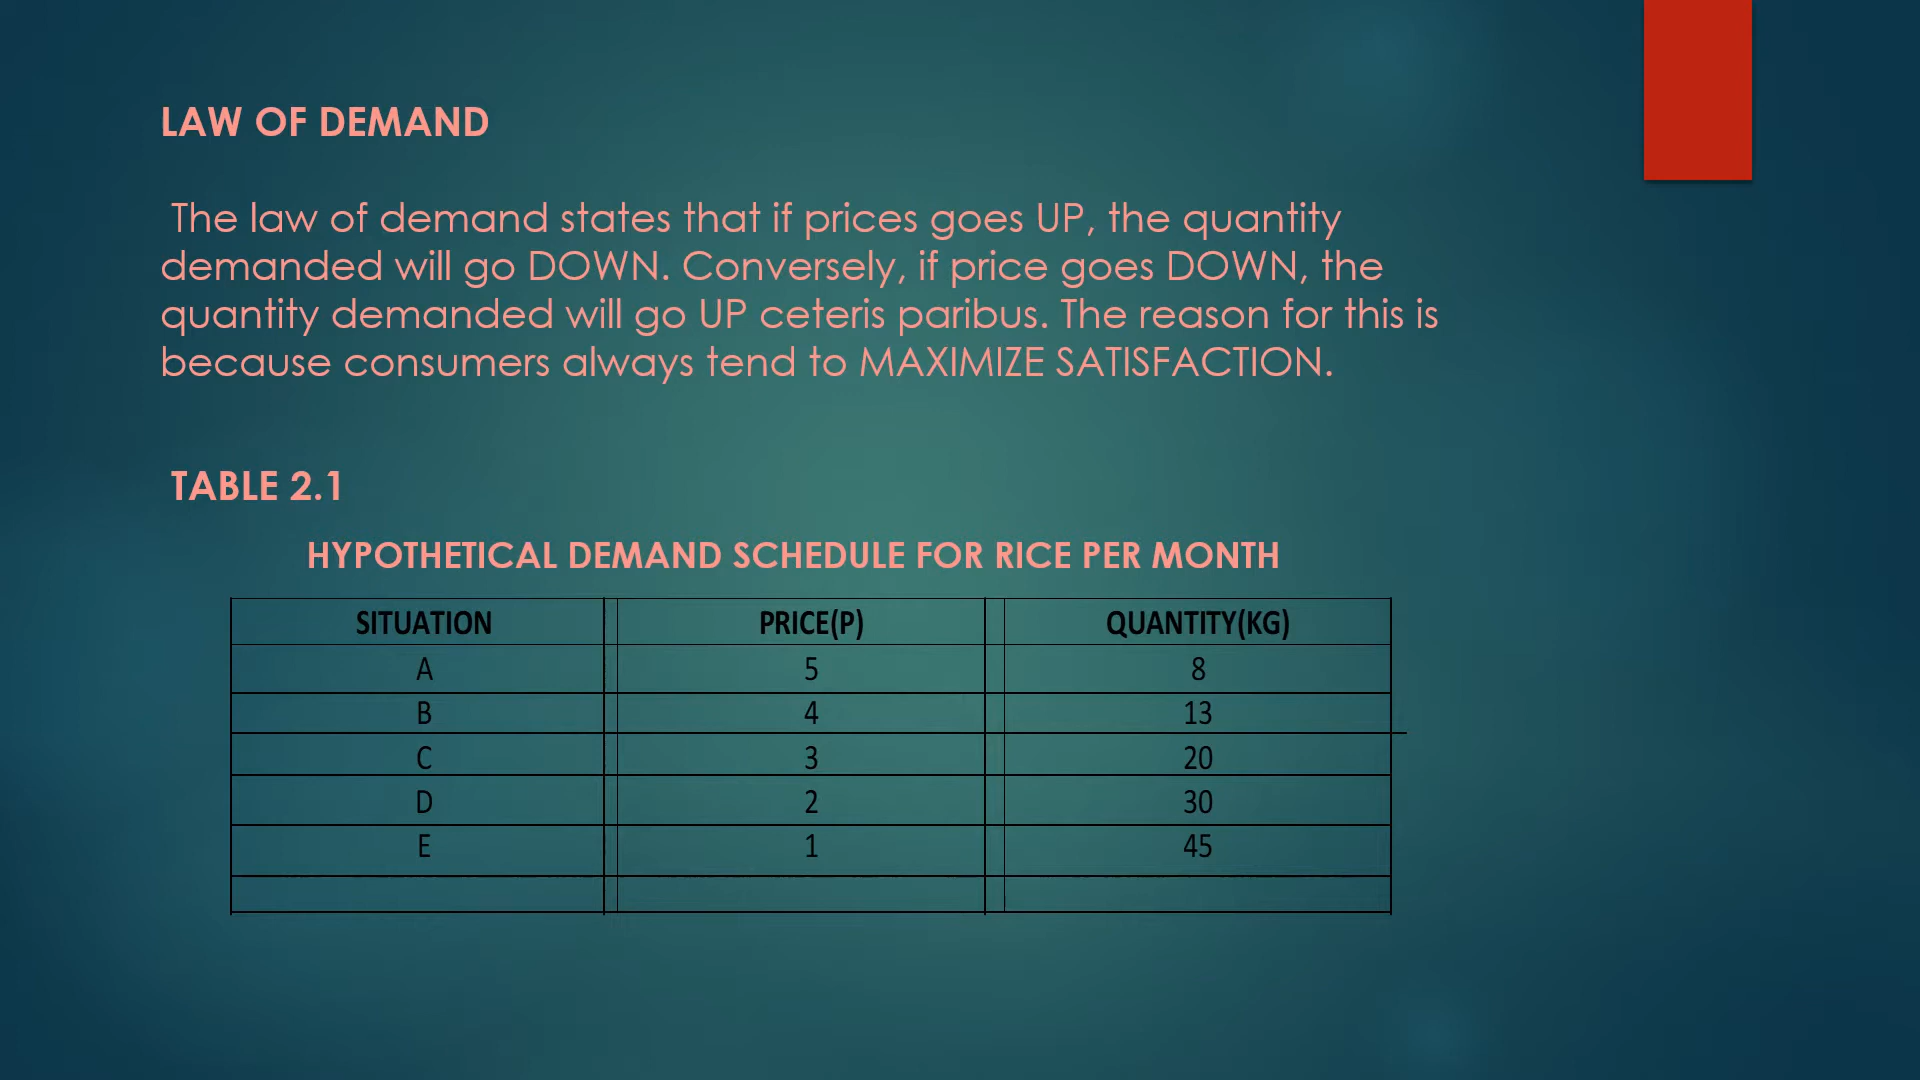 LAW OF DEMAND
The law of demand states that if prices goes UP, the quantity
demanded will go DOWN. Conversely, if price goes DOWN, the
quantity demanded will go UP ceteris paribus. The reason for this is
because consumers always tend to MAXIMIZE SATISFACTION.
TABLE 2.1
HYPOTHETICAL DEMAND SCHEDULE FOR RICE PER MONTH
SITUATION PRICE(P) QUANTITY(KG)
A 5 8
B 4 13
C 3 20
D 2 30
E 1 45